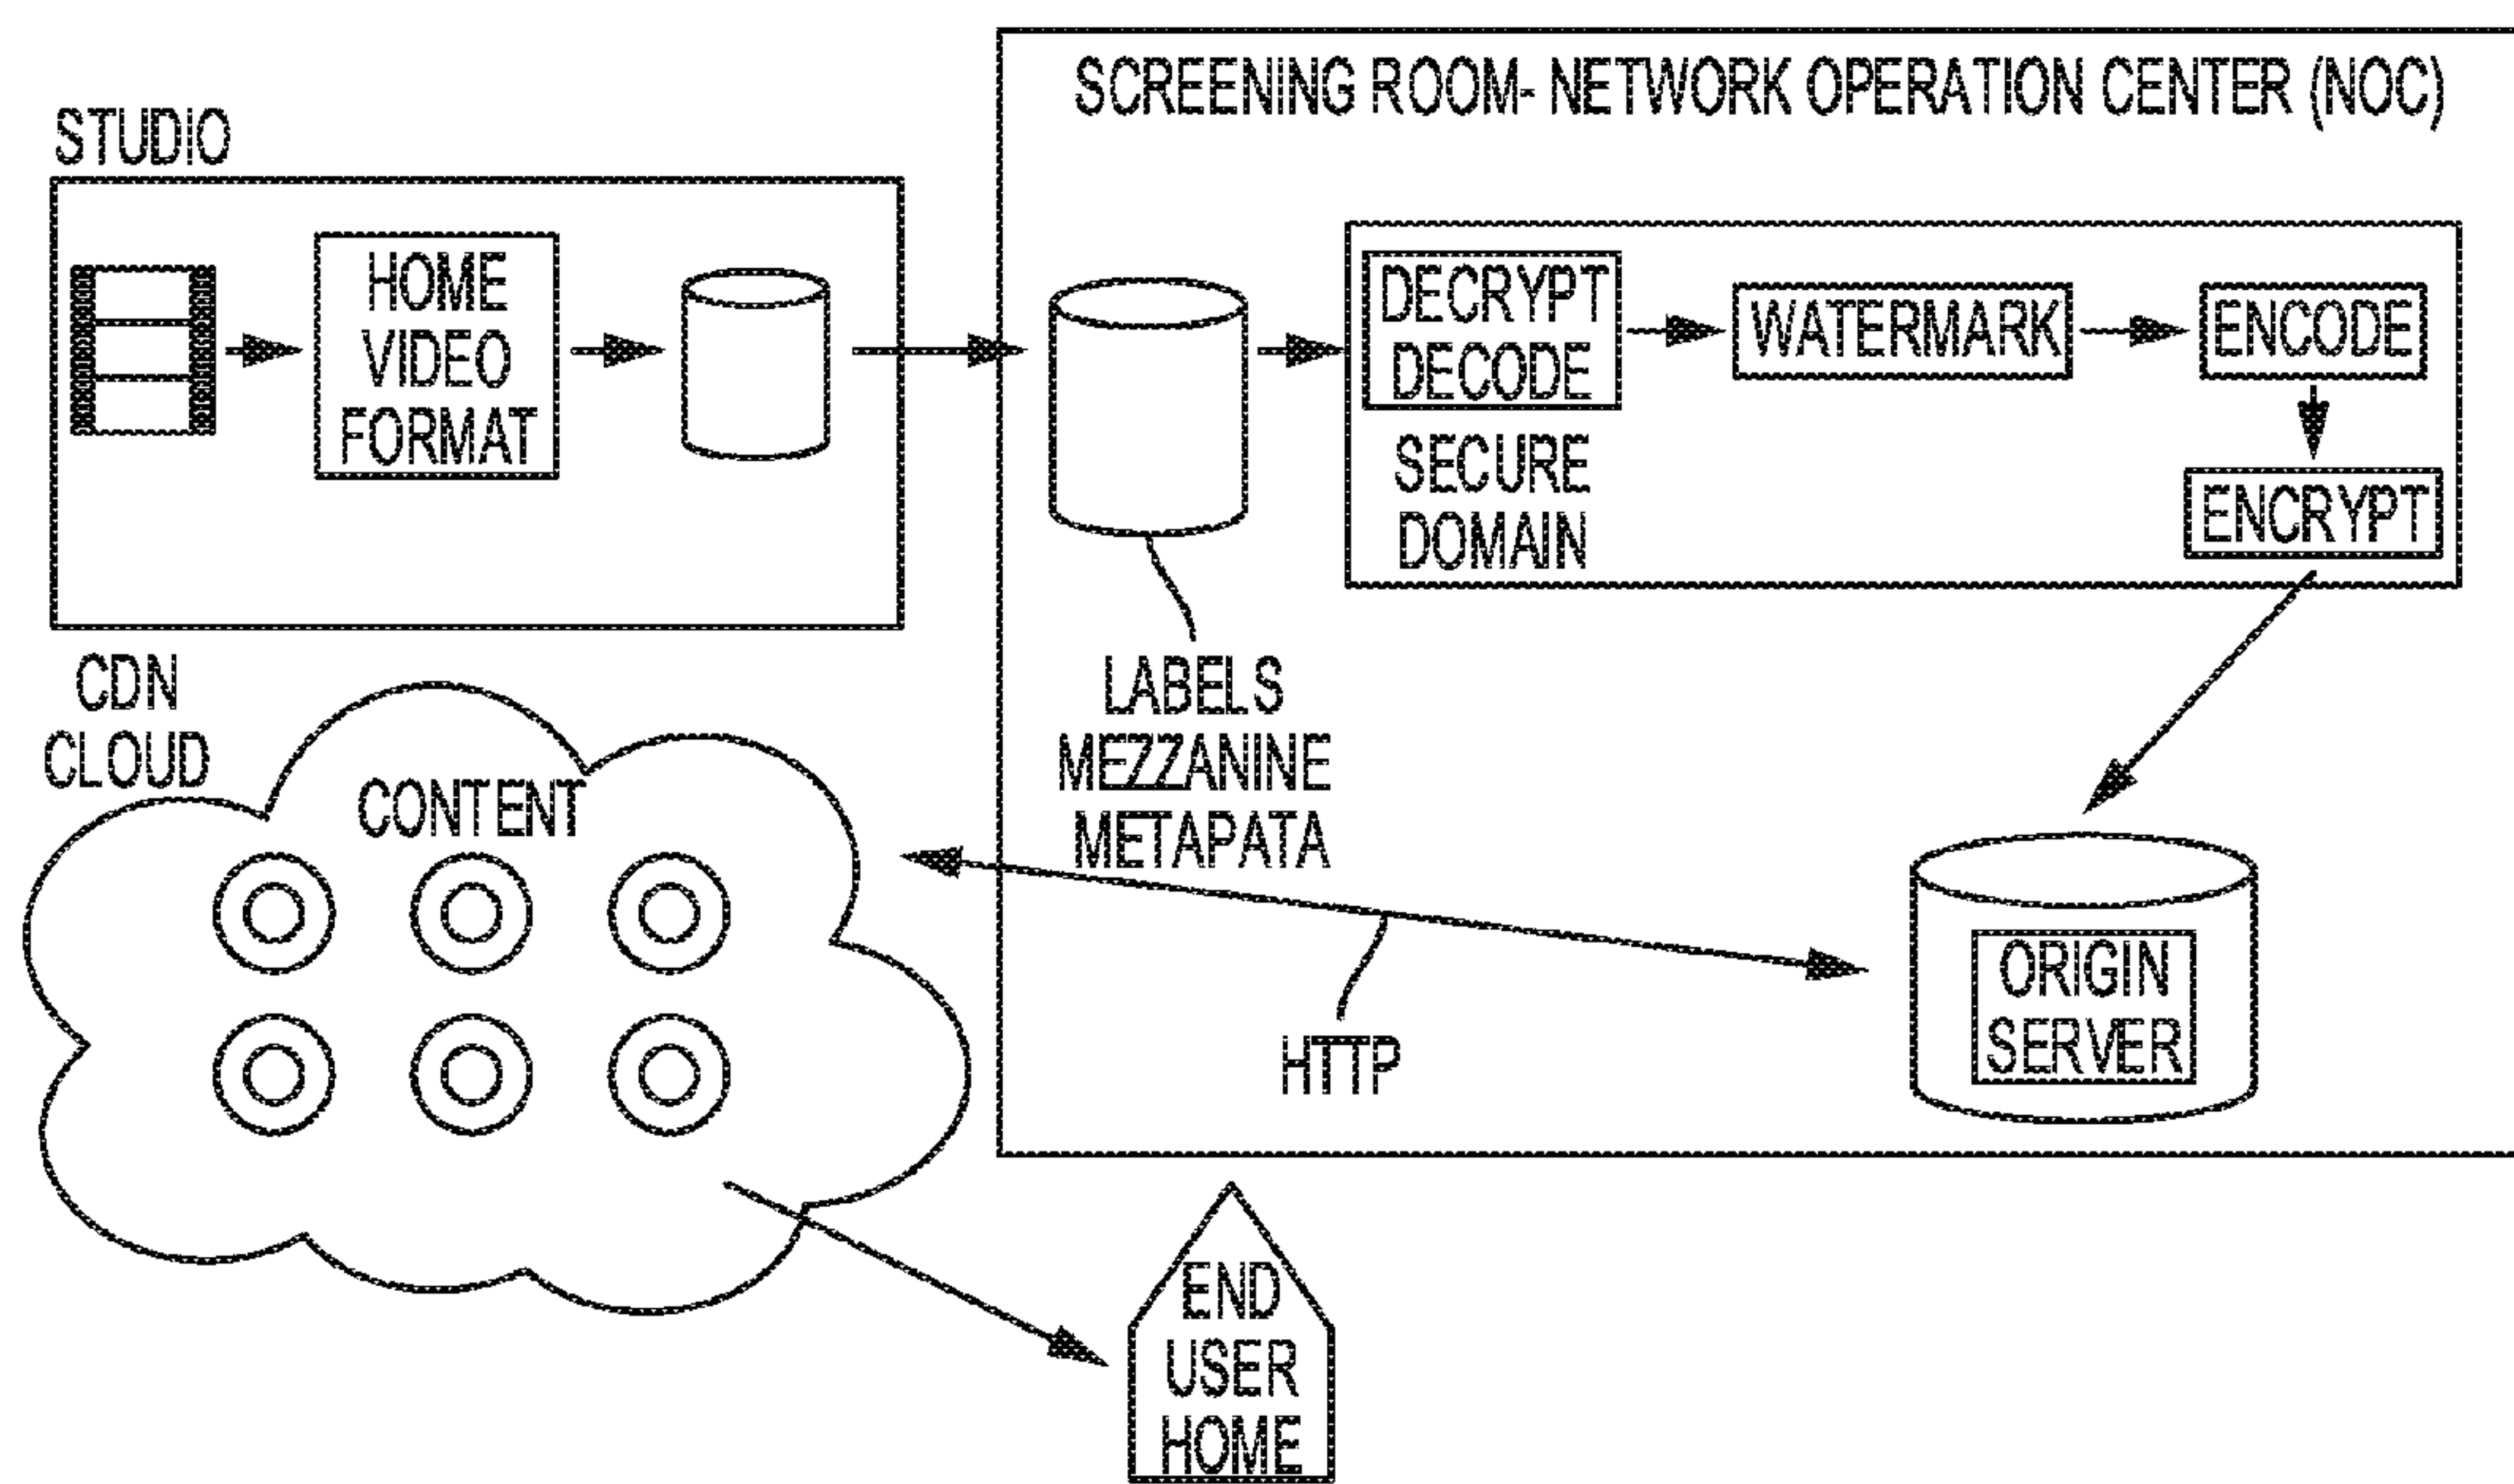 SCREENING ROOM- NETWORK OPERATION CENTER (NOC)
STUDIO
HOME
VIDEO
FORMAT
DECRYPT
DECODE
WATERMARK
ENCODE
SECURE
DOMAIN
ENCRYPT
LABELS
MEZZANINE
METAPATA
CDN
CLOUD
CONTENT
HTTP
ORIGIN
SERVER
END
USER
HOME